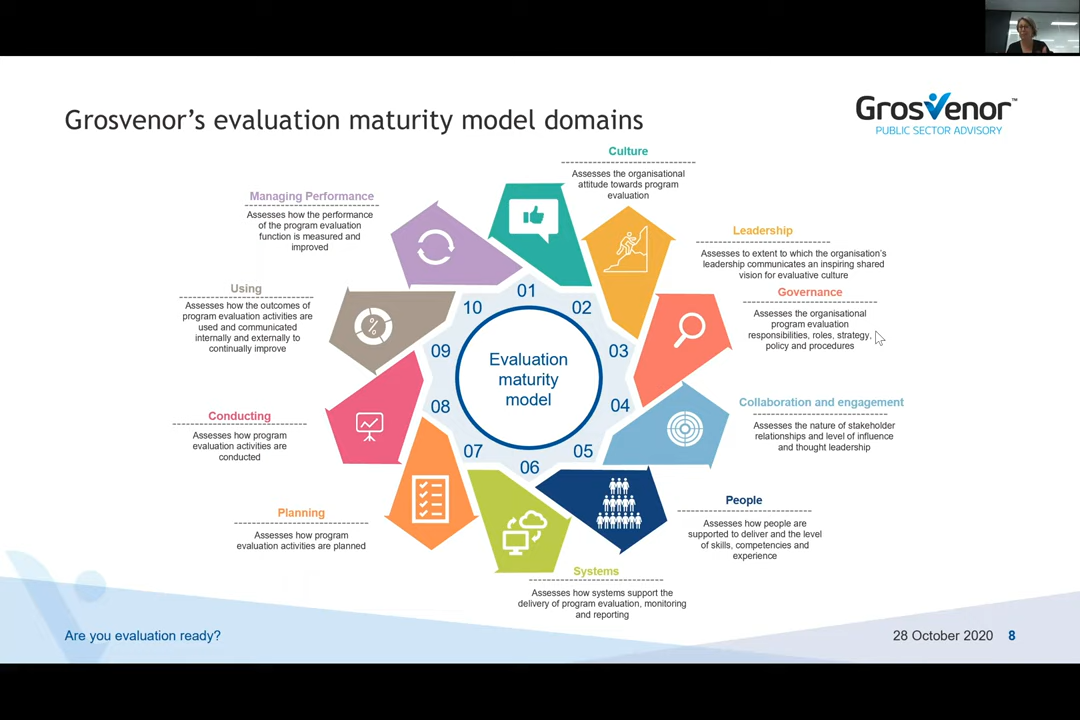 Grosvenor's evaluation maturity model domains
Grosvenor™
PUBLIC SECTOR ADVISORY
Culture
Assesses the organisational
attitude towards program
evaluation
Leadership
Assesses to extent to which the organisation's
leadership communicates an inspiring shared
vision for evaluative culture
Governance
Assesses the organisational
program evaluation
responsibilities, roles, strategy,
policy and procedures
Collaboration and engagement
Assesses the nature of stakeholder
relationships and level of influence
and thought leadership
People
Assesses how people are
supported to deliver and the level
of skills, competencies and
experience
Systems
Assesses how systems support the
delivery of program evaluation, monitoring
and reporting
Planning
Assesses how program
evaluation activities are planned
Conducting
Assesses how program
evaluation activities are
conducted
Using
Assesses how the outcomes of
program evaluation activities are
used and communicated
internally and externally to
continually improve
Managing Performance
Assesses how the performance
of the program evaluation
function is measured and
improved
01
02
03
04
05
06
07
08
09
10
%
Evaluation
maturity
model
Are you evaluation ready?
28 October 2020 8